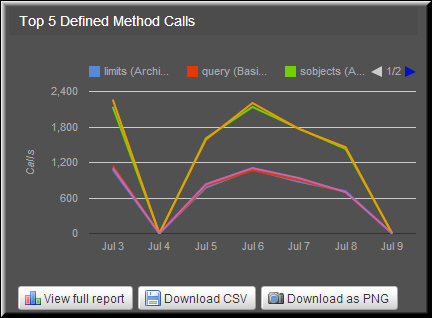 Top 5 Defined Method Calls
limits (Archi... query (Basi... sobjects (A... 1/2
2,400
1,800
1,200
600
0
Calls
Jul 3 Jul 4 Jul 5 Jul 6 Jul 7 Jul 8 Jul 9
View full report Download CSV Download as PNG